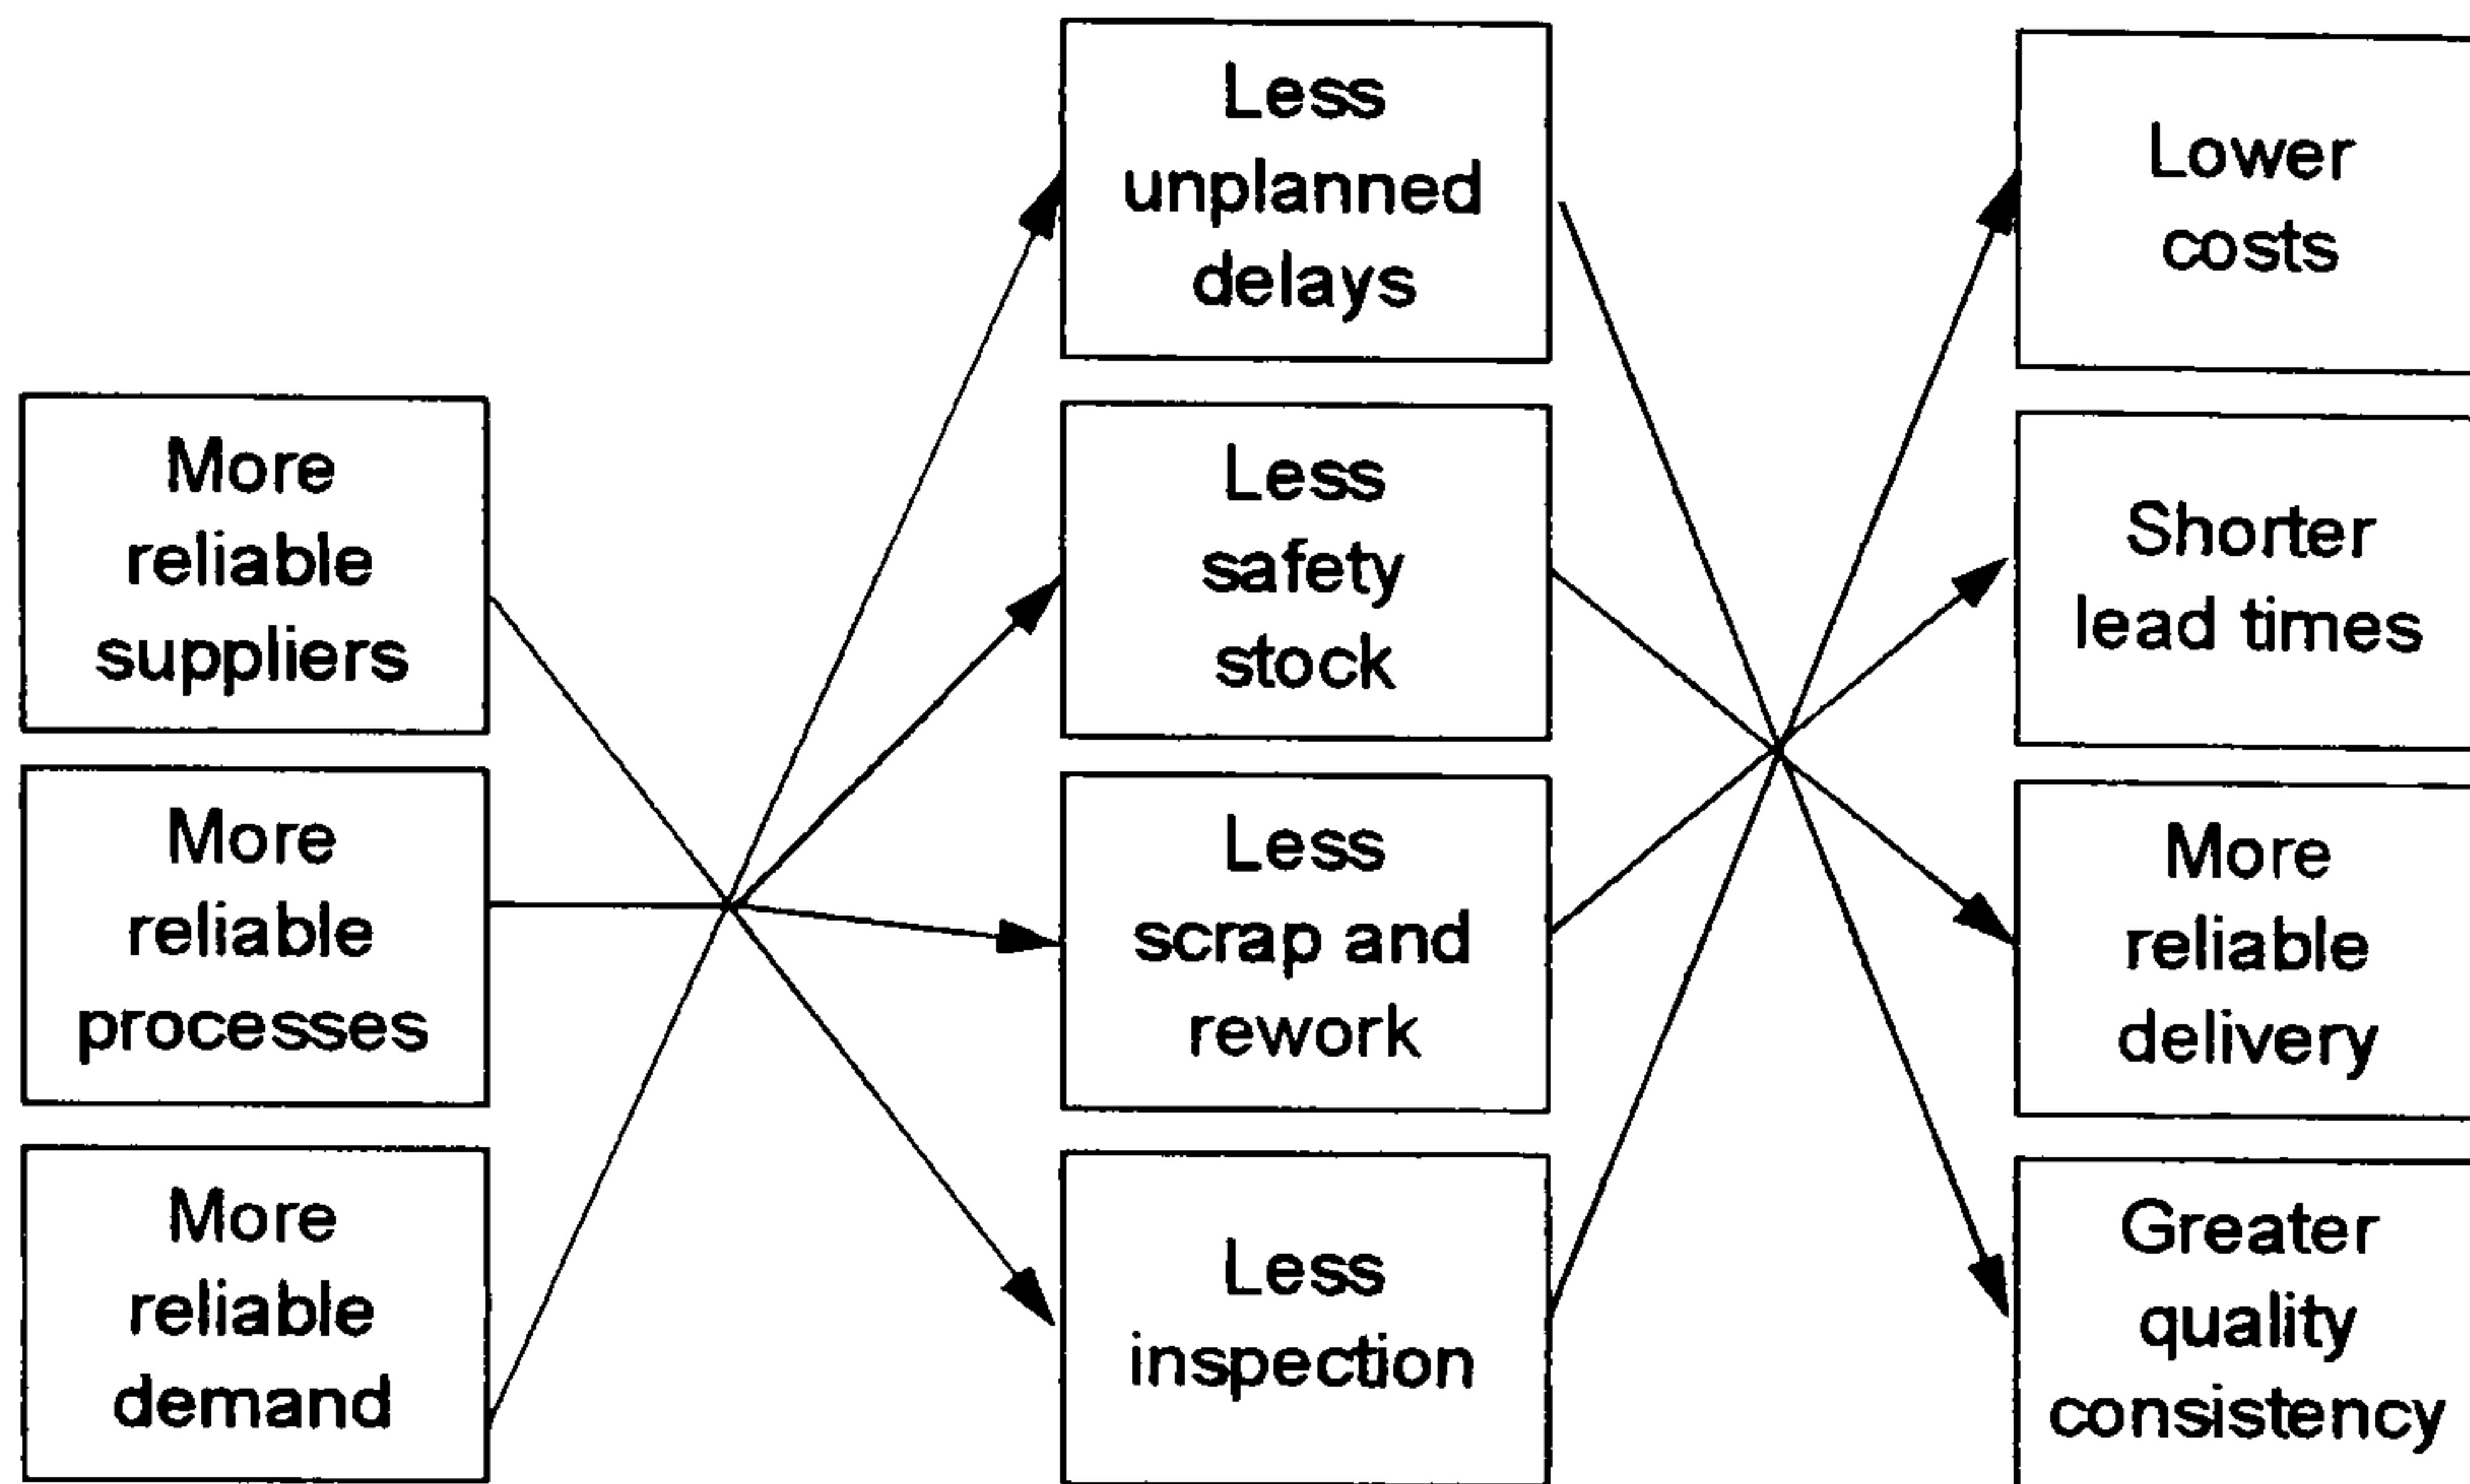 More
reliable
suppliers
More
reliable
processes
More
reliable
demand
Less
unplanned
delays
Less
safety
stock
Less
scrap and
rework
Less
inspection
Lower
costs
Shorter
lead times
More
reliable
delivery
Greater
quality
consistency